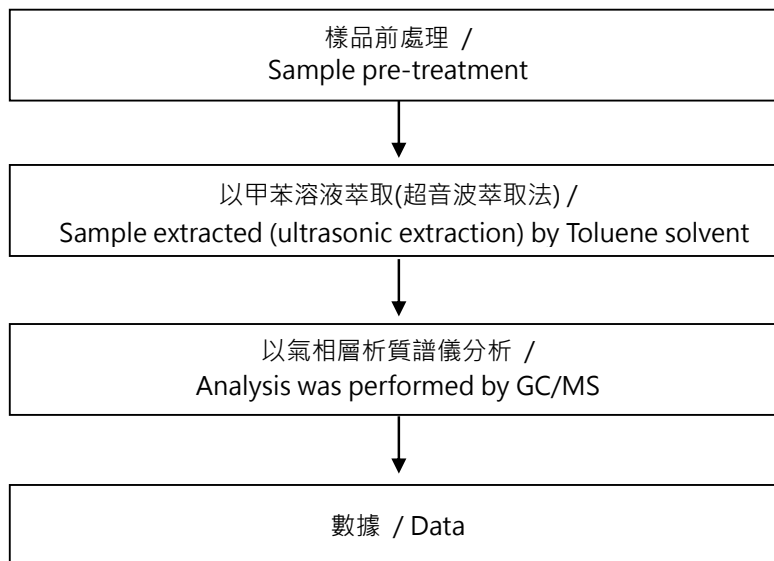 樣品前處理 /
Sample pre-treatment
以甲苯溶液萃取(超音波萃取法) /
Sample extracted (ultrasonic extraction) by Toluene solvent
以氣相層析質譜儀分析 /
Analysis was performed by GC/MS
數據 / Data